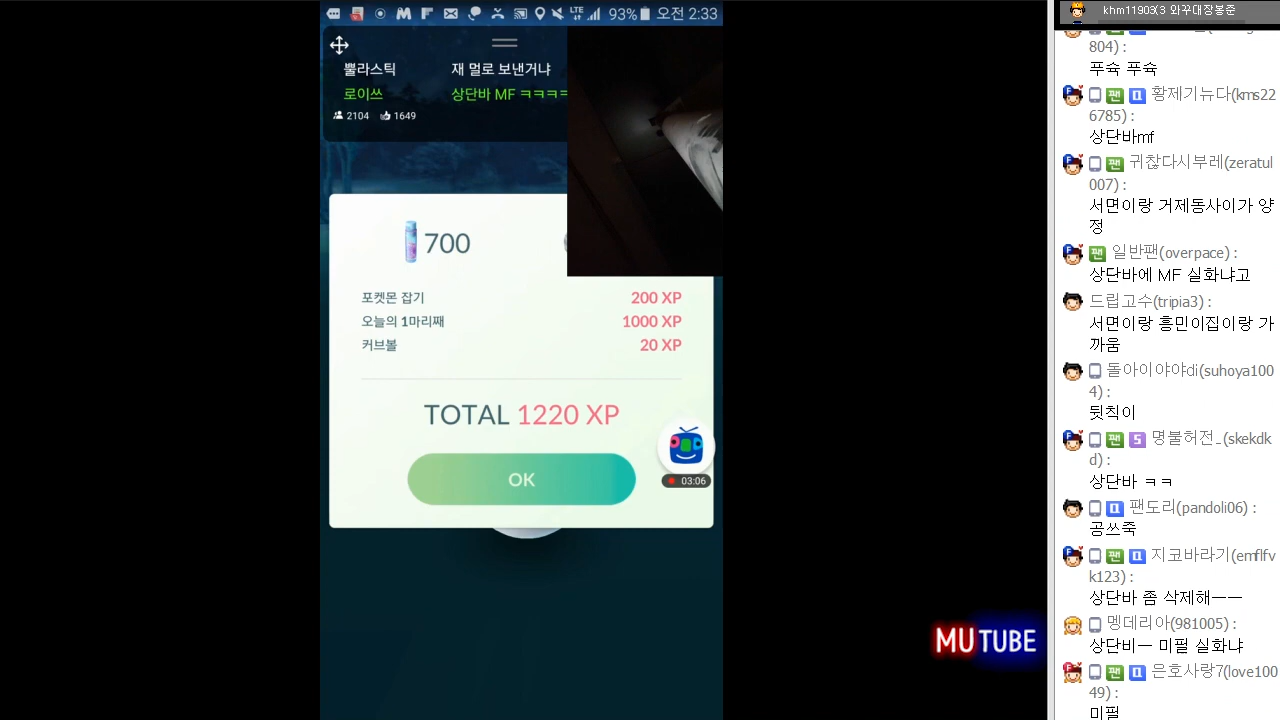 LTE 93% 오전 2:33
뿔라스틱 재 멀로 보낸거냐
로이쓰 상단바 MF ㅋㅋㅋㅋ
2104 1649
700
포켓몬 잡기 200 XP
오늘의 1마리째 1000 XP
커브볼 20 XP
TOTAL 1220 XP
OK
03:06
MUTUBE
khm11903(3 외꾸대장봉준
804) :
푸슉 푸슉
황제기뉴다(kms22
6785) :
상단바mf
귀찮다시부레(zeratul
007) :
서면이랑 거제동사이가 양
정
일반팬(overpace) :
상단바에 MF 실화냐고
드립고수(tripia3) :
서면이랑 흥민이집이랑 가
까움
돌아이야야di(suhoya100
4) :
뒷칙이
명불허전_(skekdk
d) :
상단바 ㅋㅋ
팬도리(pandoli06) :
공쓰죽
지코바라기(emflfv
k123) :
상단바 좀 삭제해ㅡㅡ
멩데리아(981005) :
상단비ㅡ 미필 실화냐
은호사랑7(love100
49) :
미필